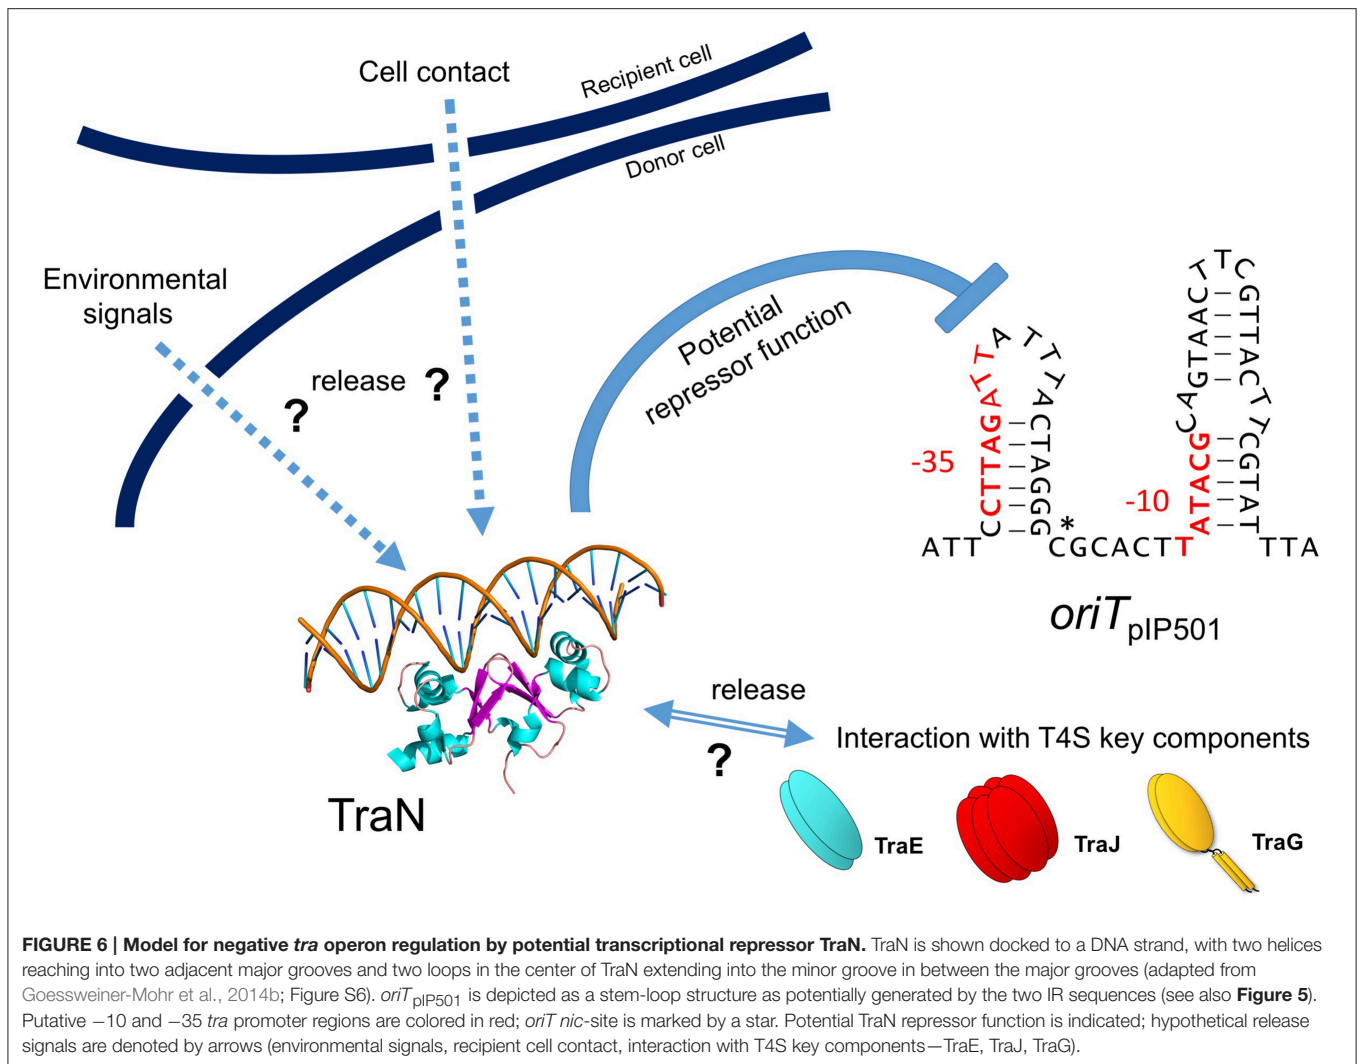 Cell contact
Recipient cell
Donor cell
Environmental
signals
release ?
?
Potential
repressor function
-35
CTTAGATT
A
T T T
A C T A G G G
C
ATT
*
CGCACTT
T
-10
ATACG
C A
G T A A C T
T C
G T T A C
T T
C G T A T
TTA
oriT pIP501
TraN
release
?
Interaction with T4S key components
TraE
TraJ
TraG
FIGURE 6 | Model for negative tra operon regulation by potential transcriptional repressor TraN. TraN is shown docked to a DNA strand, with two helices
reaching into two adjacent major grooves and two loops in the center of TraN extending into the minor groove in between the major grooves (adapted from
Goessweiner-Mohr et al., 2014b; Figure S6). oriT pIP501 is depicted as a stem-loop structure as potentially generated by the two IR sequences (see also Figure 5).
Putative −10 and −35 tra promoter regions are colored in red; oriT nic-site is marked by a star. Potential TraN repressor function is indicated; hypothetical release
signals are denoted by arrows (environmental signals, recipient cell contact, interaction with T4S key components—TraE, TraJ, TraG).